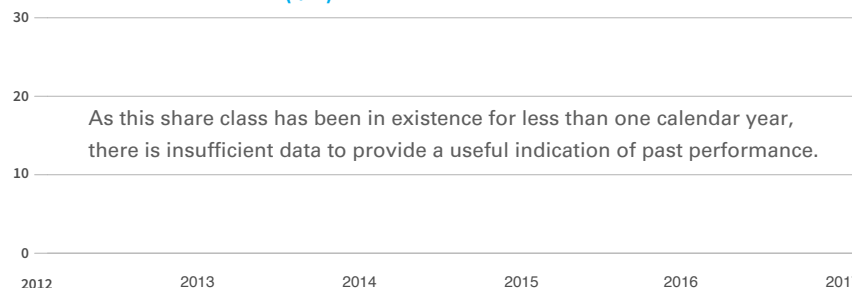 30
20
As this share class has been in existence for less than one calendar year,
there is insufficient data to provide a useful indication of past performance.
10
0
2012 2013 2014 2015 2016